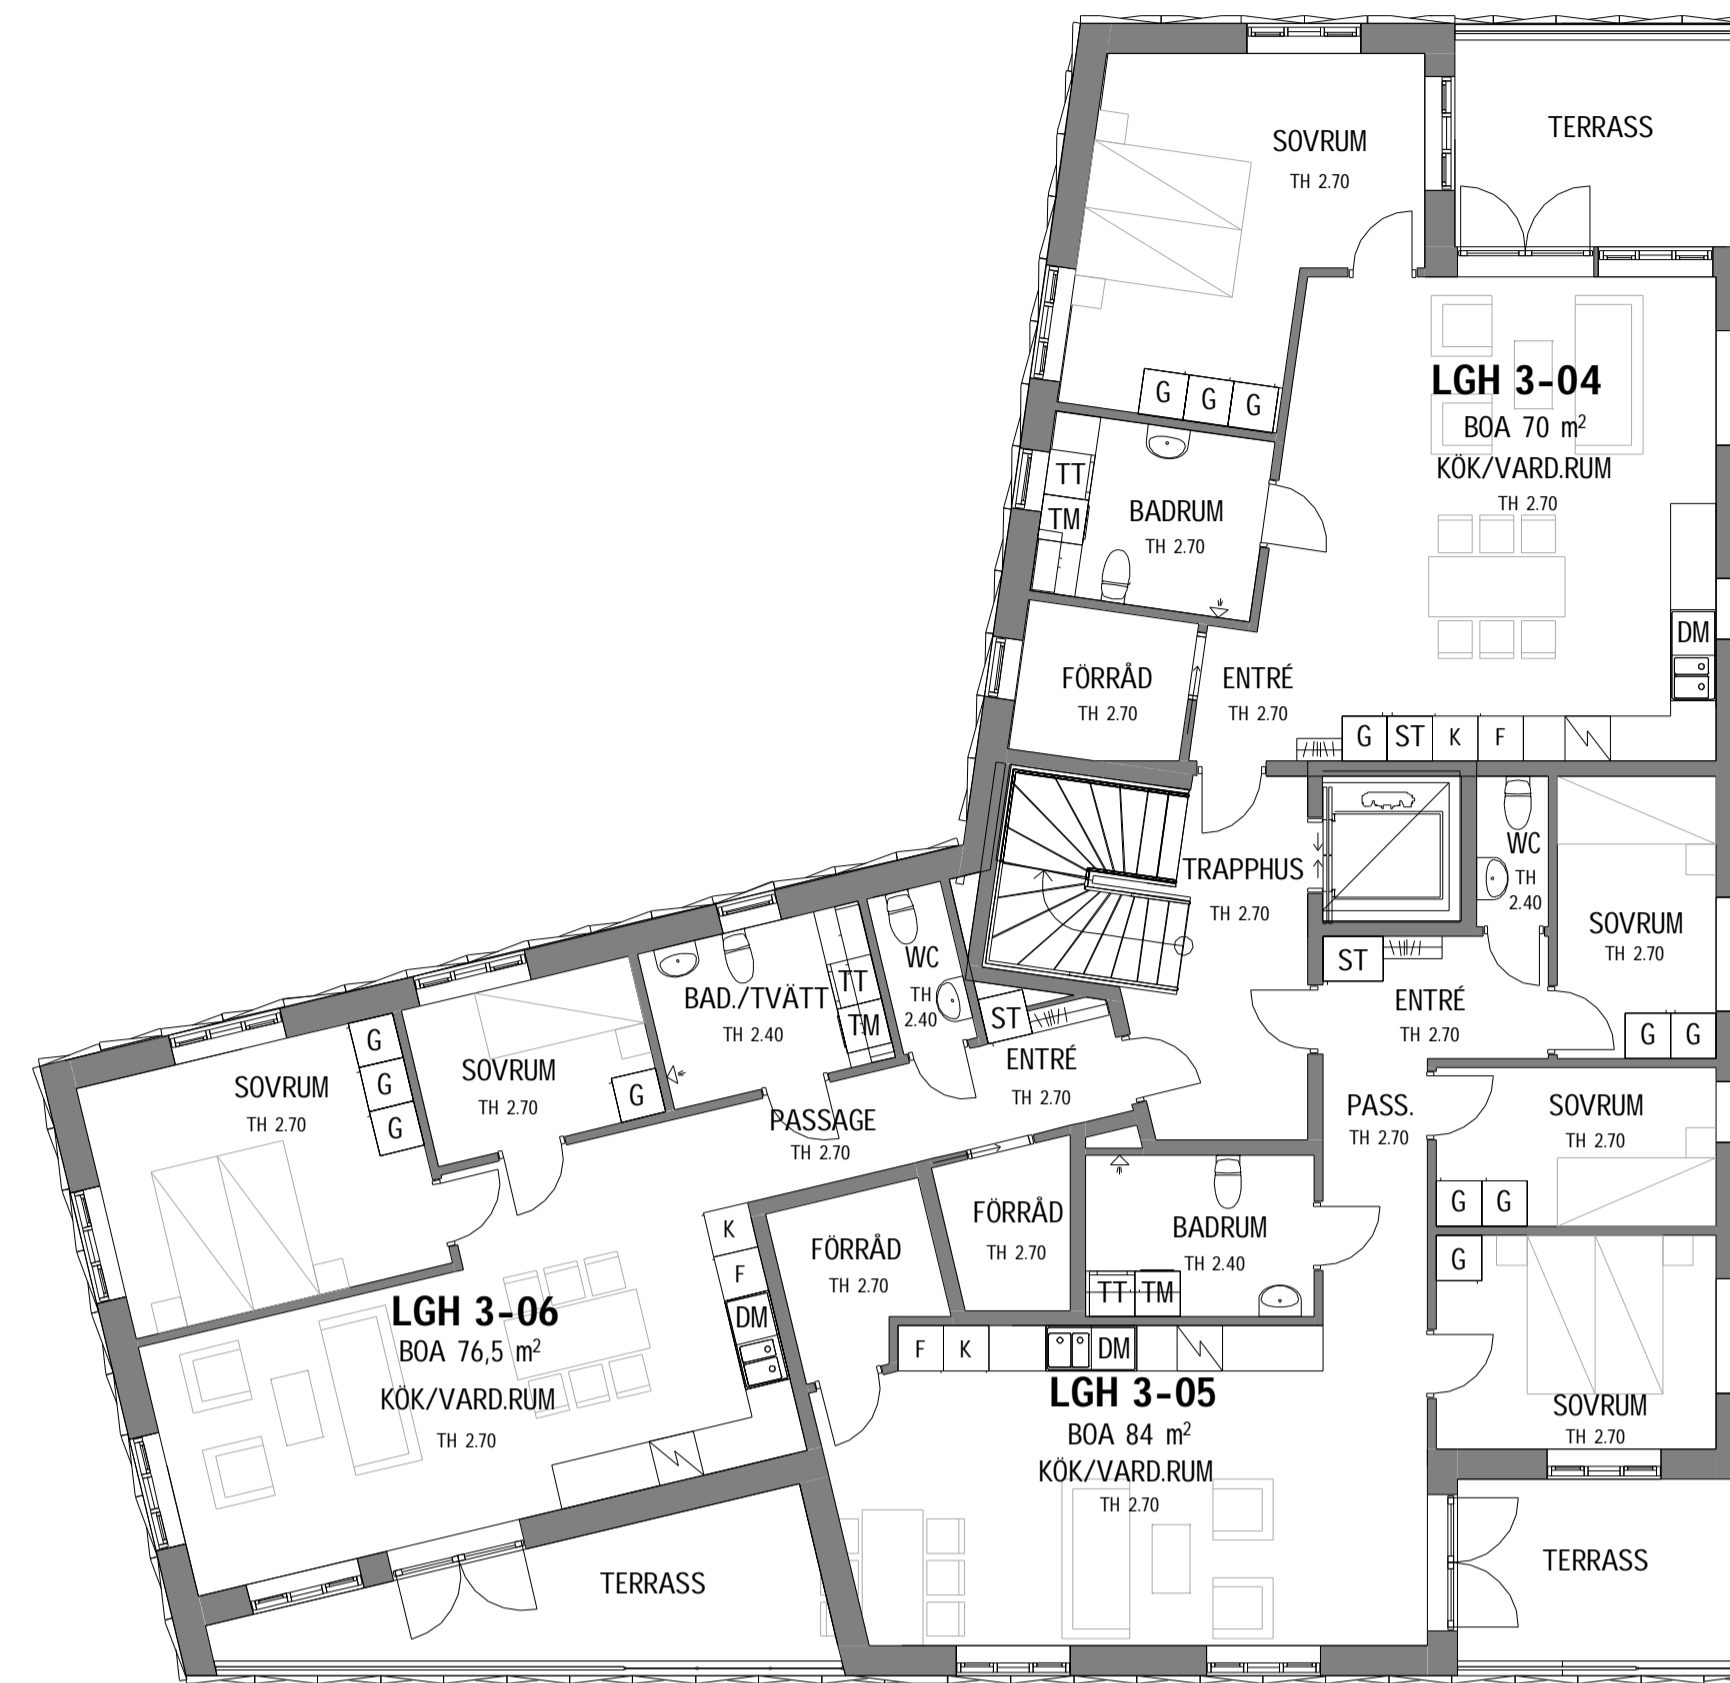 SOVRUM
TH 2.70
TERRASS
G
G
G
LGH 3-04
BOA 70 m²
KÖK/VARD.RUM
TH 2.70
TT
TM
BADRUM
TH 2.70
DM
FÖRRÅD
TH 2.70
ENTRÉ
TH 2.70
G
ST
K
F
TRAPPHUS
TH 2.70
WC
TH
2.40
SOVRUM
TH 2.70
ST
ENTRÉ
TH 2.70
G
G
PASS.
TH 2.70
SOVRUM
TH 2.70
G
G
G
SOVRUM
TH 2.70
BADRUM
TH 2.40
TT
TM
F
K
DM
LGH 3-05
BOA 84 m²
KÖK/VARD.RUM
TH 2.70
TERRASS
FÖRRÅD
TH 2.70
FÖRRÅD
TH 2.70
WC
TH
2.40
ST
ENTRÉ
TH 2.70
BAD./TVÄTT
TH 2.40
TT
TM
PASSAGE
TH 2.70
SOVRUM
TH 2.70
G
SOVRUM
TH 2.70
G
G
G
K
F
DM
LGH 3-06
BOA 76,5 m²
KÖK/VARD.RUM
TH 2.70
TERRASS